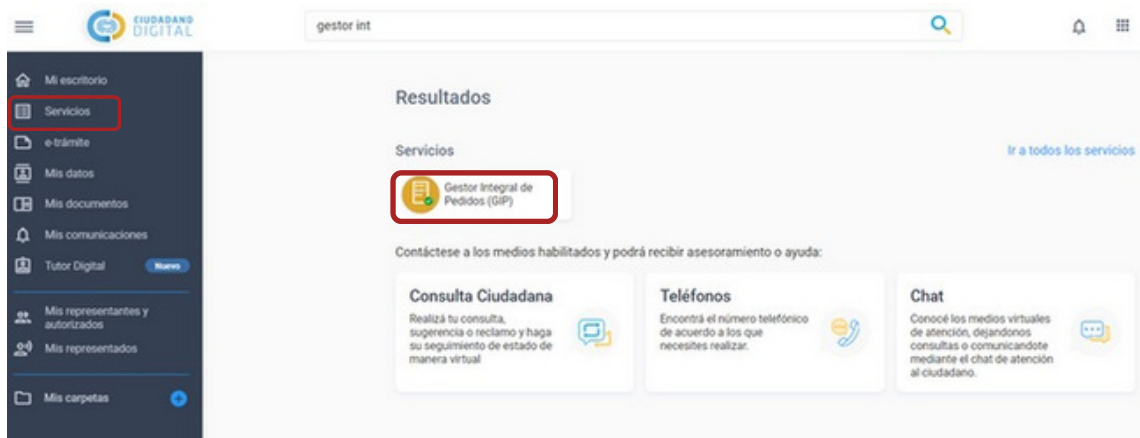 CIUDADANO
DIGITAL
gestor int
Mi escritorio
Servicios
e-trámite
Mis datos
Mis documentos
Mis comunicaciones
Tutor Digital
Nuevo
Mis representantes y
autorizados
Mis representados
Mis carpetas
Resultados
Servicios
Ir a todos los servicios
Gestor Integral de
Pedidos (GIP)
Contáctese a los medios habilitados y podrá recibir asesoramiento o ayuda:
Consulta Ciudadana
Realizá tu consulta,
sugerencia o reclamo y haga
su seguimiento de estado de
manera virtual
Teléfonos
Encontrá el número telefónico
de acuerdo a los que
necesites realizar.
Chat
Conocé los medios virtuales
de atención, dejandonos
consultas o comunicandote
mediante el chat de atención
al ciudadano.